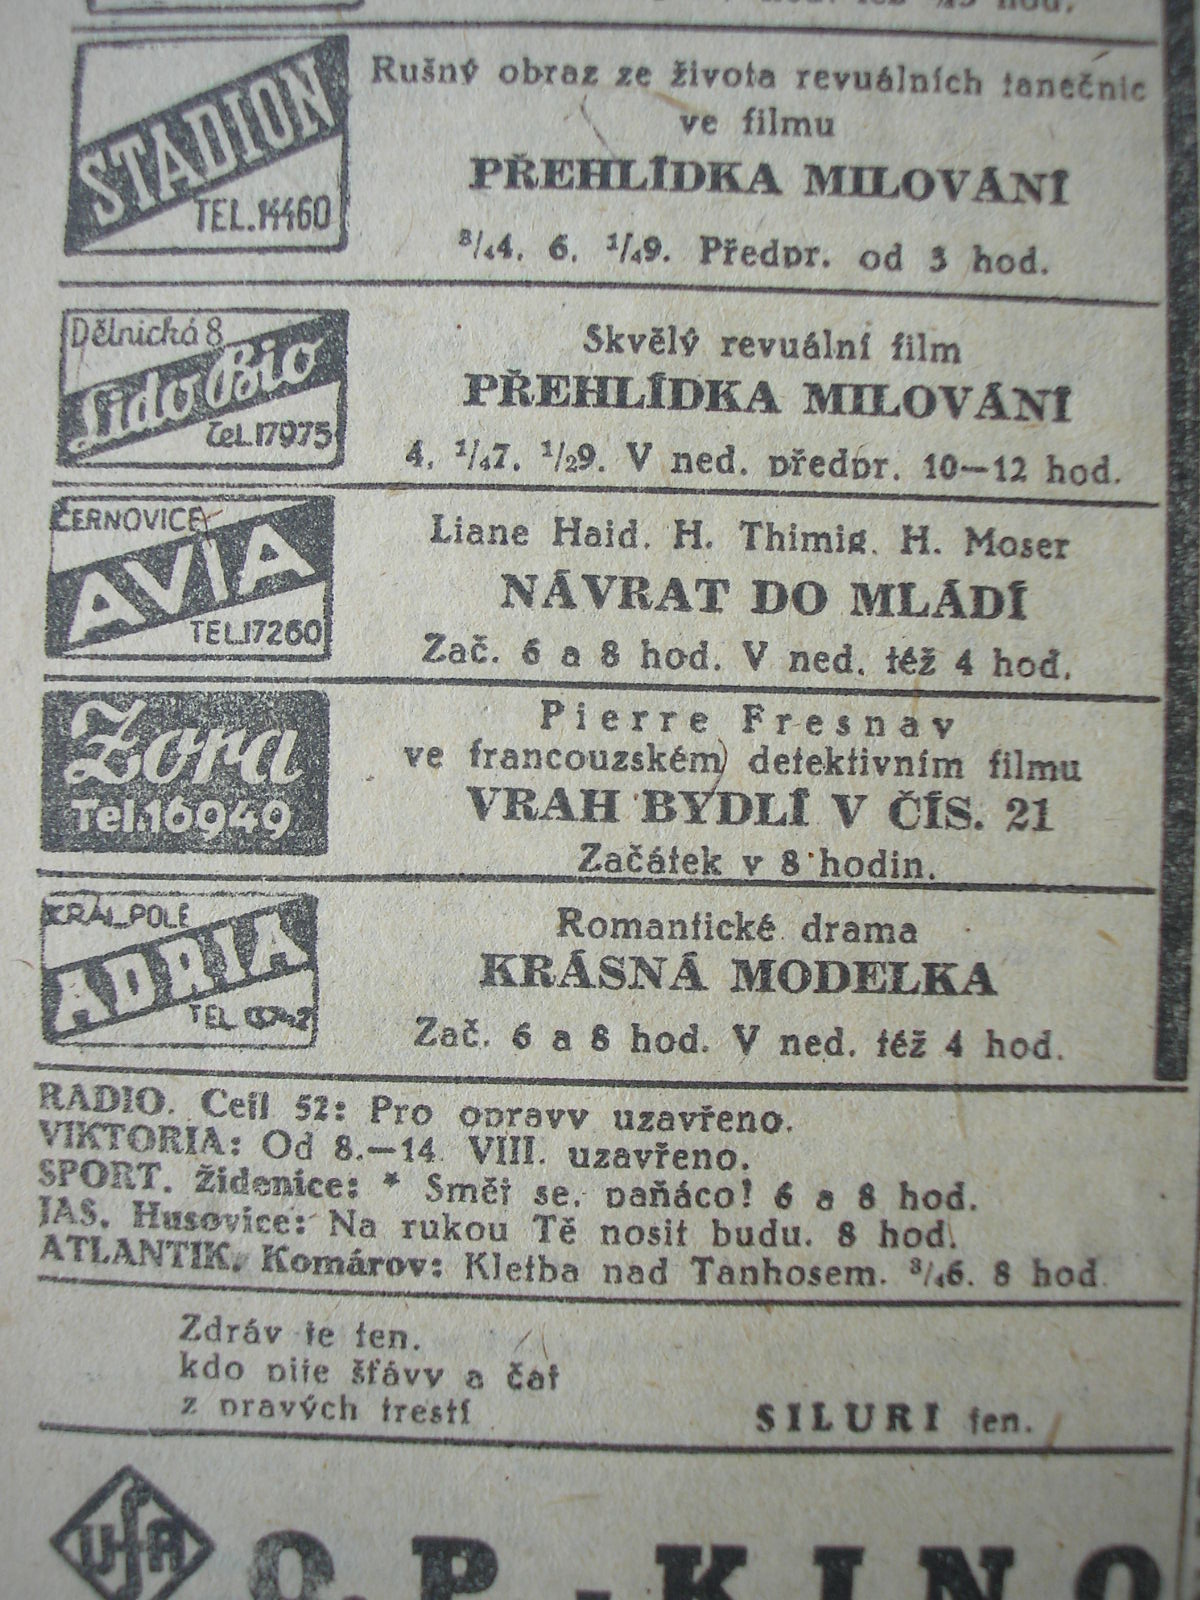 STADION
TEL.14460
Rušný obraz ze života revuálních tanečnic
ve filmu
PŘEHLÍDKA MILOVÁNÍ
³/₄4, 6, ¹/₄9. Předpr. od 3 hod.
Dělnická 8
Lido Bio
Tel.17975
Skvělý revuální film
PŘEHLÍDKA MILOVÁNÍ
4, ¹/₄7, ¹/₂9. V ned. předpr. 10—12 hod.
ČERNOVICE
AVIA
TEL.17260
Liane Haid, H. Thimig, H. Moser
NÁVRAT DO MLÁDÍ
Zač. 6 a 8 hod. V ned. též 4 hod.
Zora
Tel.16949
Pierre Fresnay
ve francouzském detektivním filmu
VRAH BYDLÍ V ČÍS. 21
Začátek v 8 hodin.
KRÁL. POLE
ADRIA
TEL.
Romantické drama
KRÁSNÁ MODELKA
Zač. 6 a 8 hod. V ned. též 4 hod.
RADIO, Cejl 52: Pro opravy uzavřeno.
VIKTORIA: Od 8.—14. VIII. uzavřeno.
SPORT, Židenice: * Směj se, paňáco! 6 a 8 hod.
JAS, Husovice: Na rukou Tě nosit budu. 8 hod.
ATLANTIK, Komárov: Kletba nad Tanhosem. ³/₄6, 8 hod.
Zdráv je ten,
kdo pije šťávy a čaj
z pravých trestí
SILURI jen.
UFA
O.P.-KINO